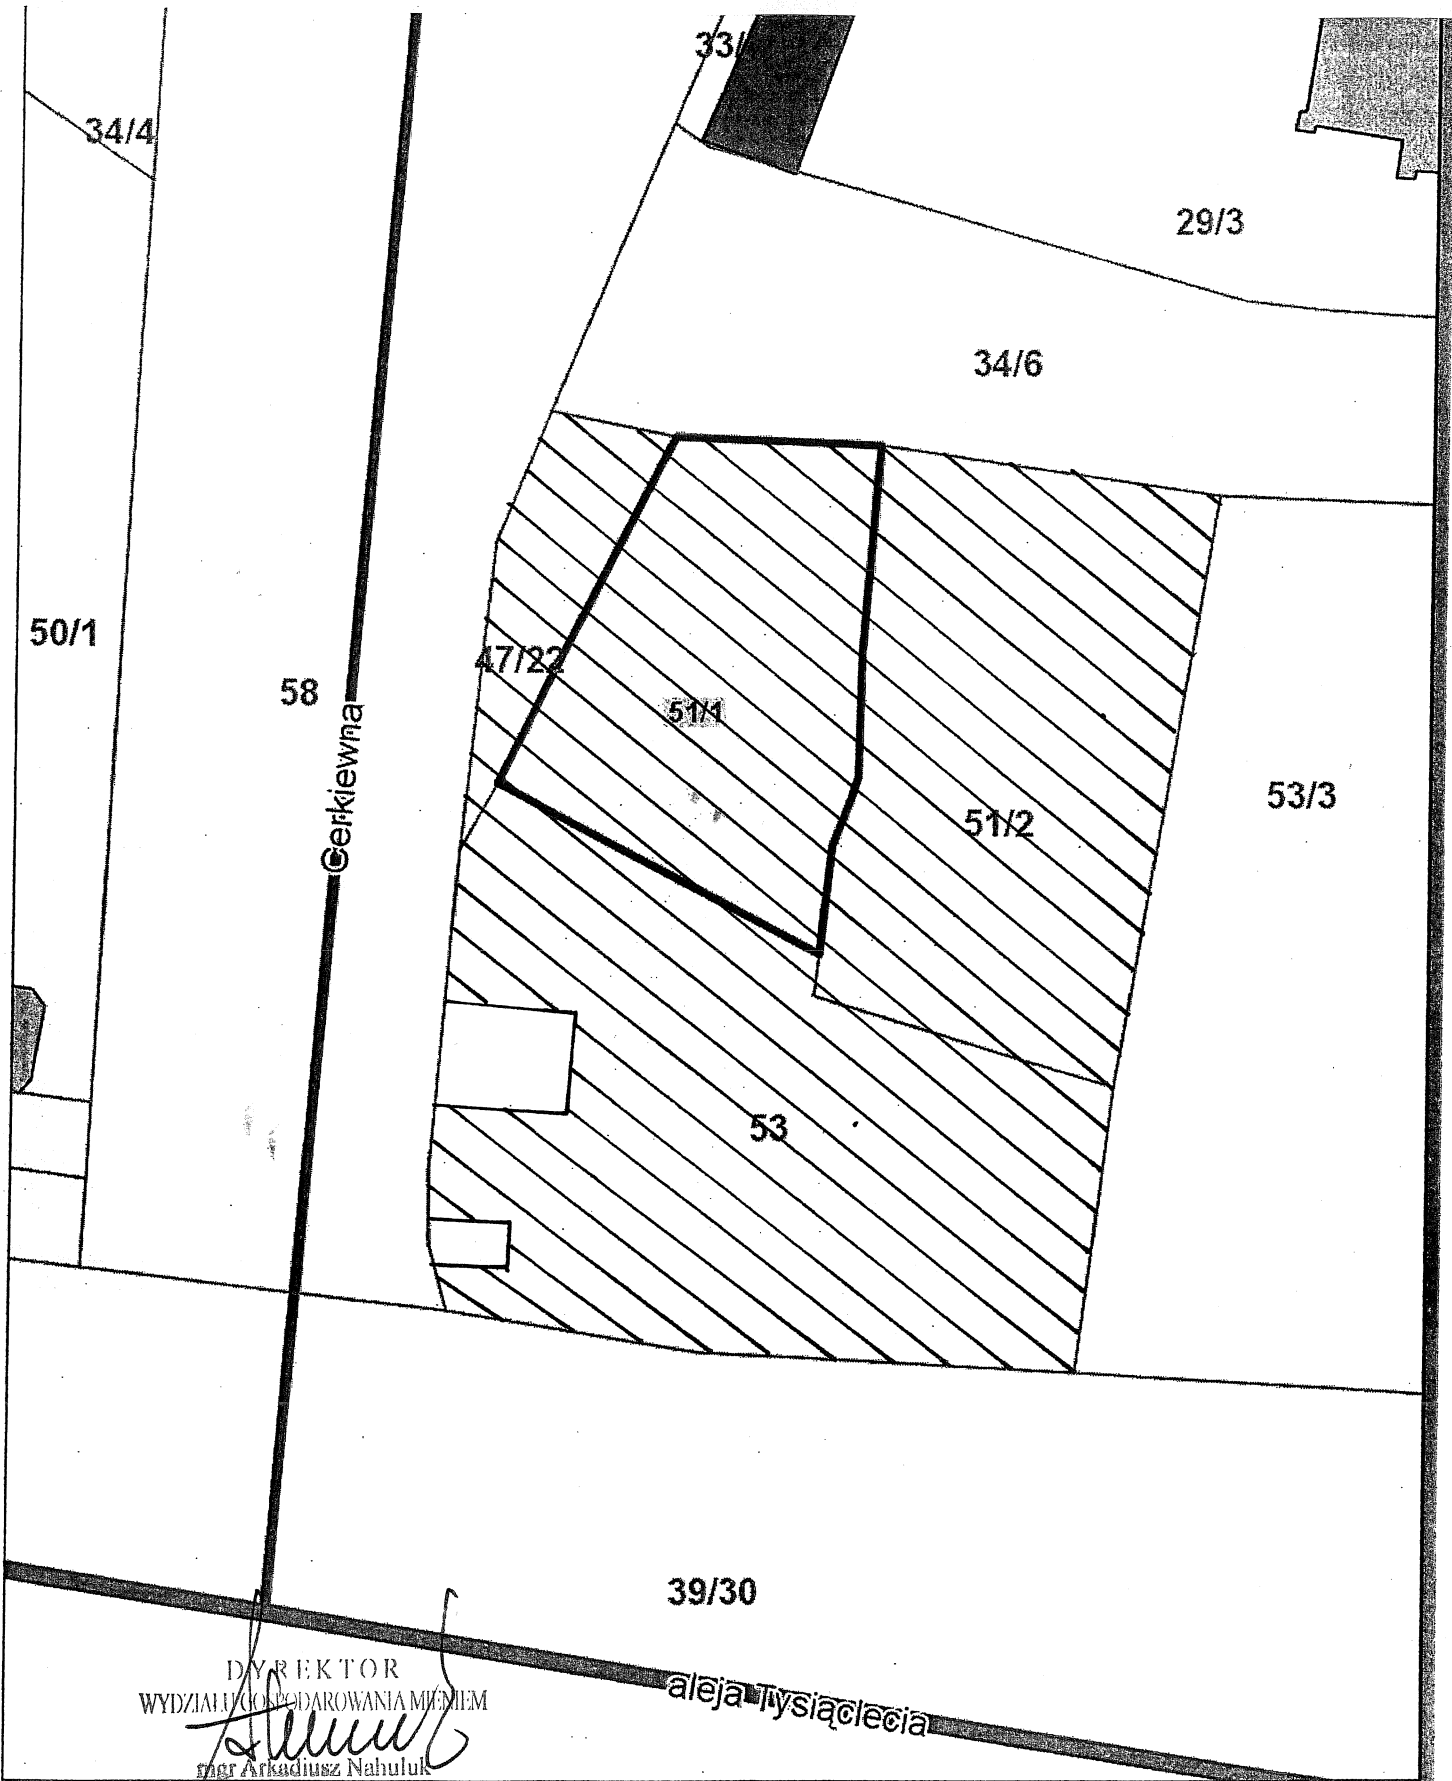 33/
34/4
29/3
34/6
50/1
47/22
58
51/1
Cerkiewna
53/3
51/2
53
39/30
aleja Tysiąclecia
DYREKTOR
WYDZIAŁU GOSPODAROWANIA MIENIEM
mgr Arkadiusz Nahuluk